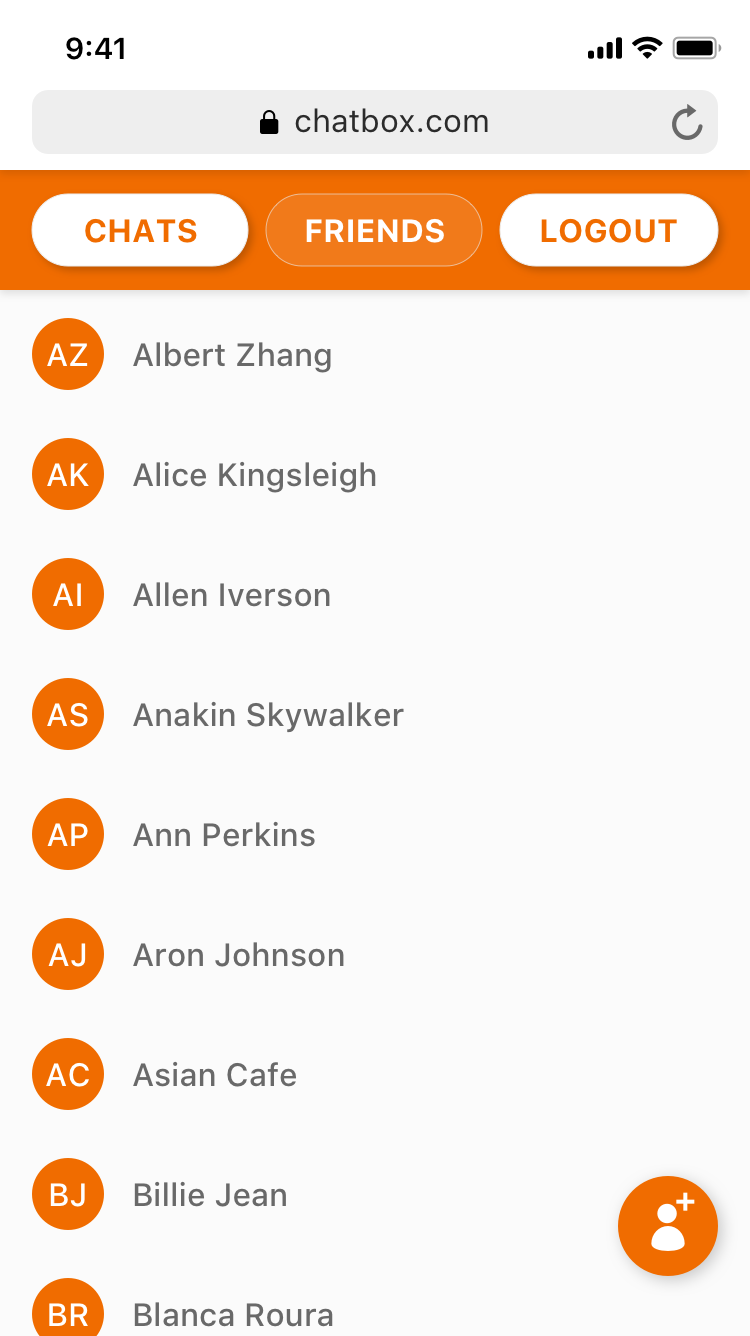 9:41
chatbox.com
CHATS FRIENDS LOGOUT
AZ Albert Zhang
AK Alice Kingsleigh
AI Allen Iverson
AS Anakin Skywalker
AP Ann Perkins
AJ Aron Johnson
AC Asian Cafe
BJ Billie Jean
BR Blanca Roura